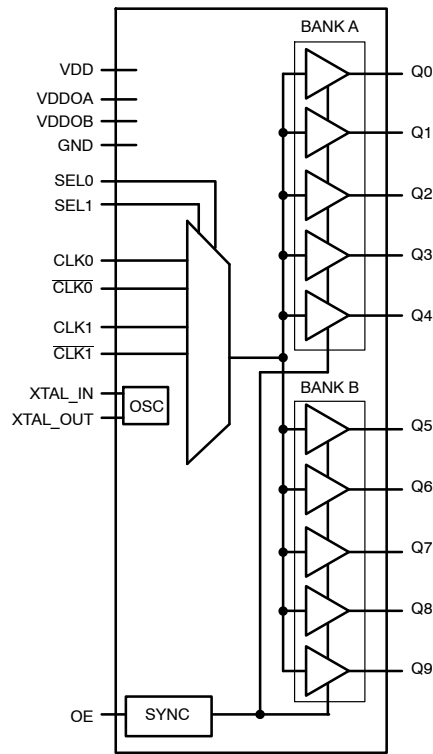 BANK A
VDD
VDDOA
VDDOB
GND
SEL0
SEL1
CLK0
CLK0
CLK1
CLK1
XTAL_IN
XTAL_OUT
OSC
Q0
Q1
Q2
Q3
Q4
BANK B
Q5
Q6
Q7
Q8
Q9
OE
SYNC